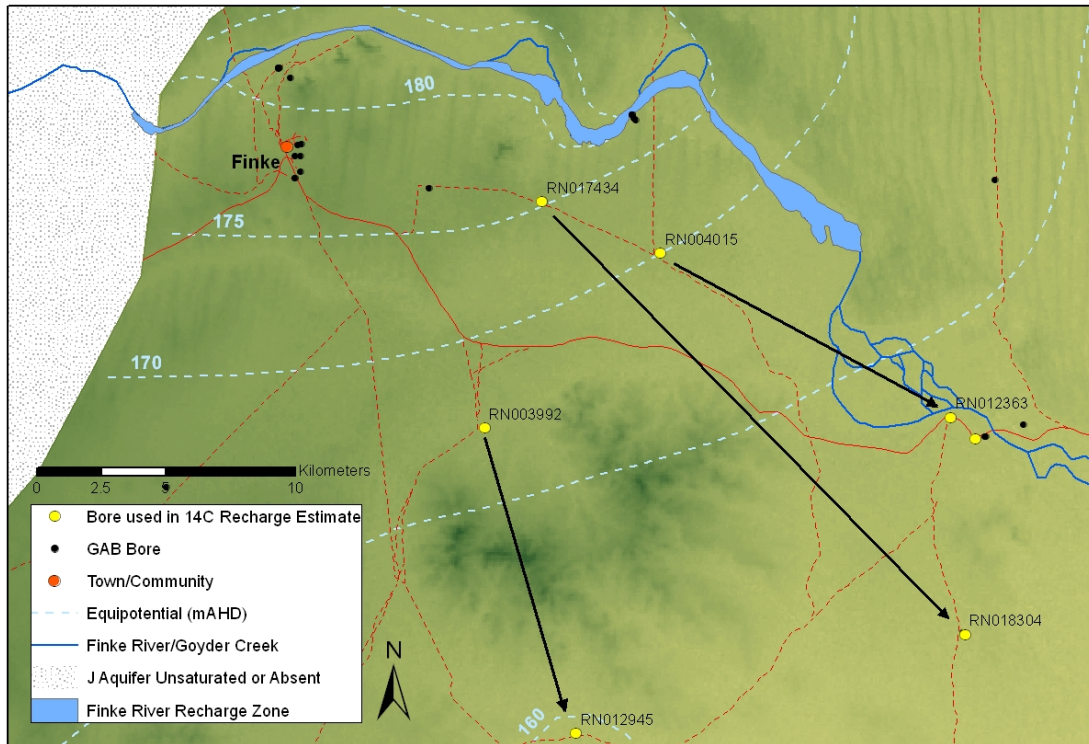 180
Finke
RN017434
175
RN004015
170
RN012363
RN003992
Kilometers
0 2.5 5 10
Bore used in 14C Recharge Estimate
GAB Bore
Town/Community
Equipotential (mAHD)
Finke River/Goyder Creek
J Aquifer Unsaturated or Absent
Finke River Recharge Zone
N
RN018304
160
RN012945